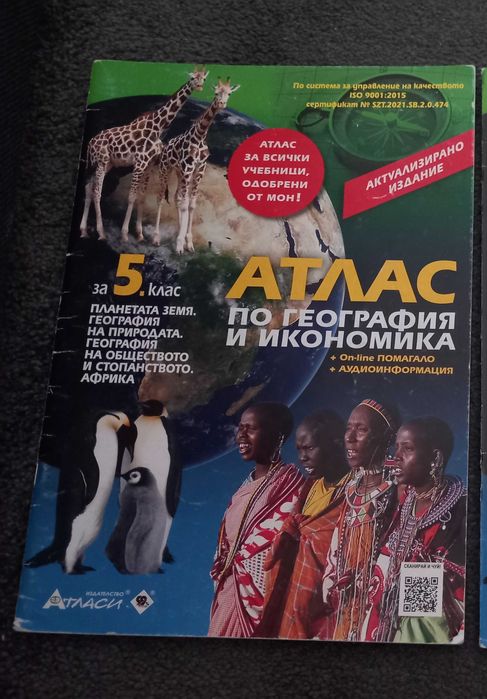 По система за управление на качеството
ISO 9001:2015
сертификат № SZT.2021.SB.2.0.474
АТЛАС
ЗА ВСИЧКИ
УЧЕБНИЦИ,
ОДОБРЕНИ
ОТ МОН!
АКТУАЛИЗИРАНО
ИЗДАНИЕ
за 5. клас
АТЛАС
ПО ГЕОГРАФИЯ
И ИКОНОМИКА
+ On-line ПОМАГАЛО
+ АУДИОИНФОРМАЦИЯ
ПЛАНЕТАТА ЗЕМЯ.
ГЕОГРАФИЯ
НА ПРИРОДАТА.
ГЕОГРАФИЯ
НА ОБЩЕСТВОТО
И СТОПАНСТВОТО.
АФРИКА
СКАНИРАЙ И ЧУЙ!
ИЗДАТЕЛСТВО
АТЛАСИ®